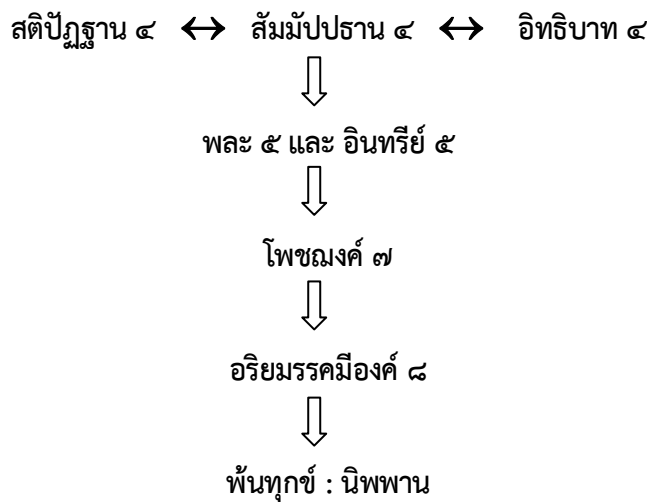 สติปัฏฐาน ๔ ↔ สัมมัปปธาน ๔ ↔ อิทธิบาท ๔
พละ ๕ และ อินทรีย์ ๕
โพชฌงค์ ๗
อริยมรรคมีองค์ ๘
พ้นทุกข์ : นิพพาน